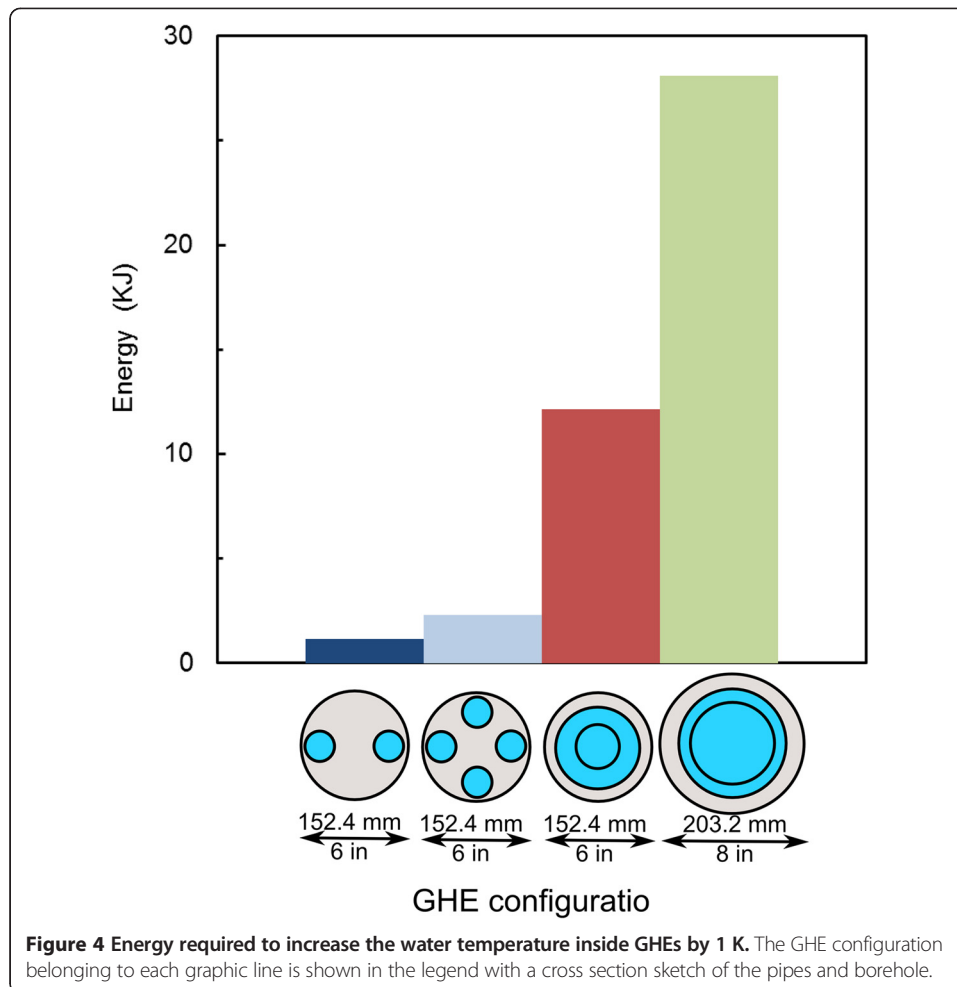 30
20
10
0
Energy (KJ)
152.4 mm 152.4 mm 152.4 mm 203.2 mm
6 in 6 in 6 in 8 in
GHE configuratio
Figure 4 Energy required to increase the water temperature inside GHEs by 1 K. The GHE configuration
belonging to each graphic line is shown in the legend with a cross section sketch of the pipes and borehole.